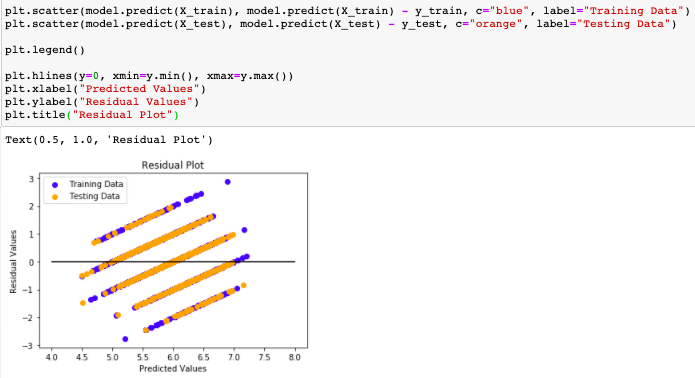 plt.scatter(model.predict(X_train), model.predict(X_train) - y_train, c="blue", label="Training Data")
plt.scatter(model.predict(X_test), model.predict(X_test) - y_test, c="orange", label="Testing Data")
plt.legend()
plt.hlines(y=0, xmin=y.min(), xmax=y.max())
plt.xlabel("Predicted Values")
plt.ylabel("Residual Values")
plt.title("Residual Plot")
Text(0.5, 1.0, 'Residual Plot')
Residual Plot
Training Data
Testing Data
3
2
1
0
−1
−2
−3
Residual Values
4.0 4.5 5.0 5.5 6.0 6.5 7.0 7.5 8.0
Predicted Values